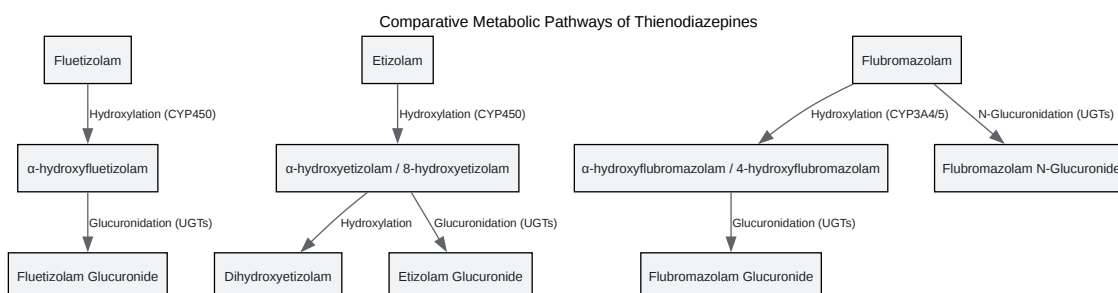 Comparative Metabolic Pathways of Thienodiazepines
Fluetizolam
Etizolam
Flubromazolam
Hydroxylation (CYP450)
Hydroxylation (CYP450)
Hydroxylation (CYP3A4/5)
N-Glucuronidation (UGTs)
α-hydroxyfluetizolam
α-hydroxyetizolam / 8-hydroxyetizolam
α-hydroxyflubromazolam / 4-hydroxyflubromazolam
Flubromazolam N-Glucuronide
Glucuronidation (UGTs)
Hydroxylation
Glucuronidation (UGTs)
Glucuronidation (UGTs)
Fluetizolam Glucuronide
Dihydroxyetizolam
Etizolam Glucuronide
Flubromazolam Glucuronide